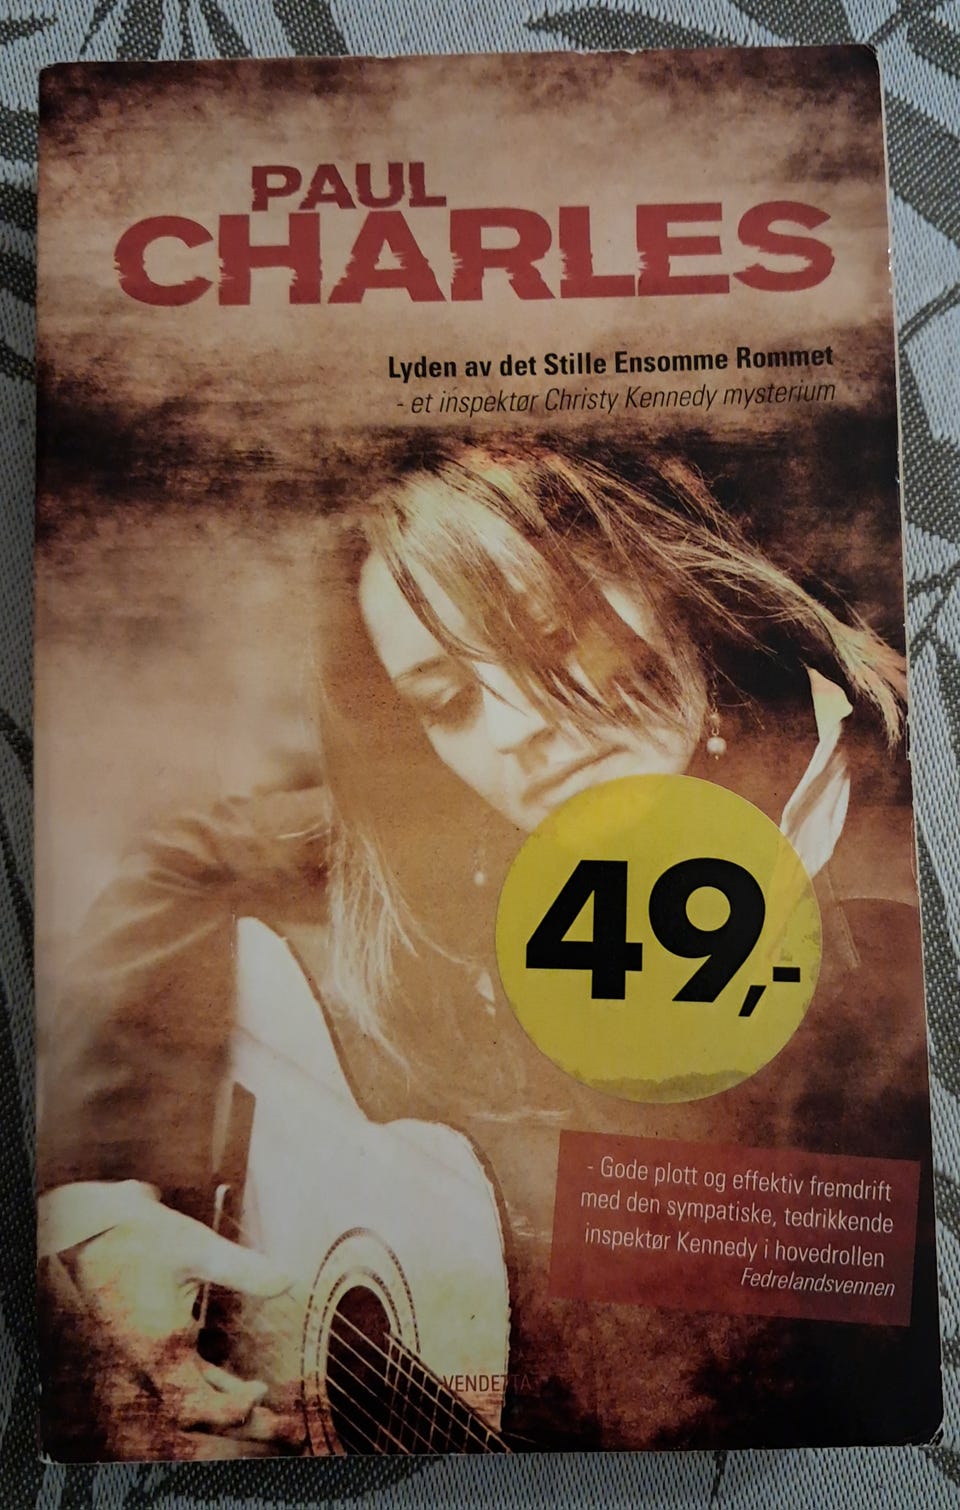 PAUL
CHARLES
Lyden av det Stille Ensomme Rommet
- et inspektør Christy Kennedy mysterium
49,-
- Gode plott og effektiv fremdrift
med den sympatiske, tedrikkende
inspektør Kennedy i hovedrollen
Fedrelandsvennen
VENDETTA